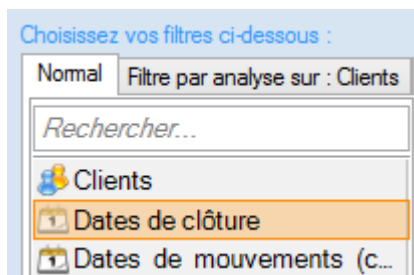 Choisissez vos filtres ci-dessous :
Normal Filtre par analyse sur : Clients
Rechercher...
Clients
Dates de clôture
Dates de mouvements (c...